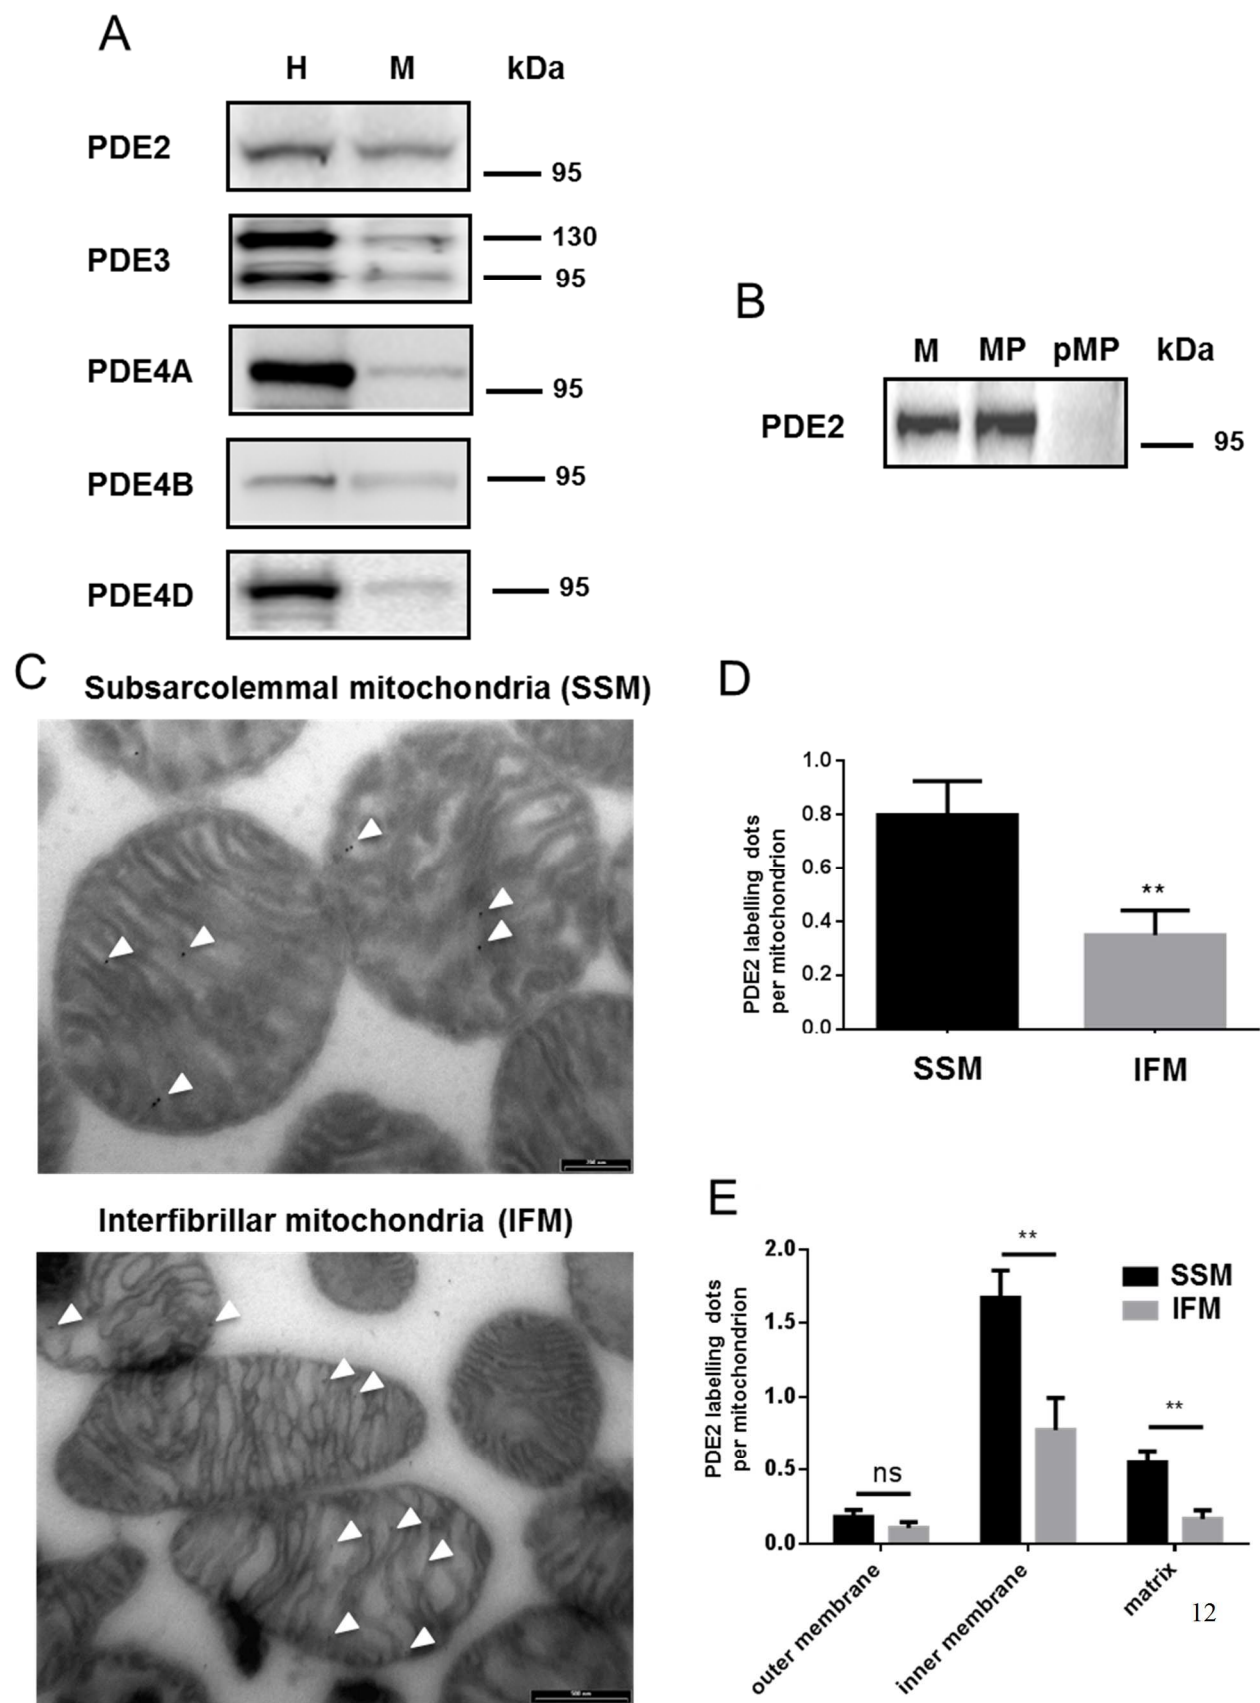 A
H M kDa
PDE2
95
PDE3
130
95
PDE4A
95
PDE4B
95
PDE4D
95
B
M MP pMP kDa
PDE2
95
C
Subsarcolemmal mitochondria (SSM)
Interfibrillar mitochondria (IFM)
500 nm
D
PDE2 labelling dots
per mitochondrion
1.0
0.8
0.6
0.4
0.2
0.0
**
SSM IFM
E
PDE2 labelling dots
per mitochondrion
2.0
1.5
1.0
0.5
0.0
ns
**
**
SSM
IFM
outer membrane
inner membrane
matrix
12